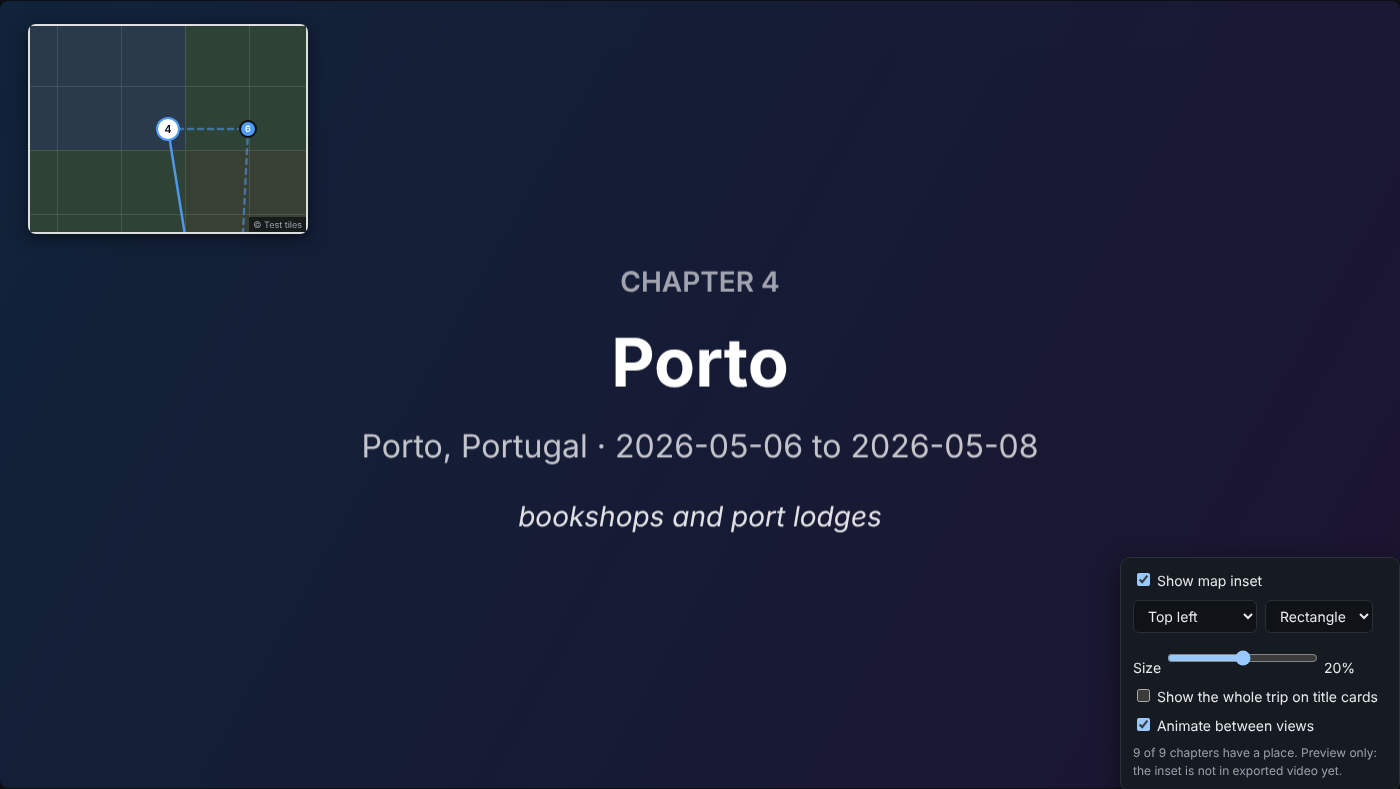 4
6
© Test tiles
CHAPTER 4
Porto
Porto, Portugal · 2026-05-06 to 2026-05-08
bookshops and port lodges
Show map inset
Top left Rectangle
Size 20%
Show the whole trip on title cards
Animate between views
9 of 9 chapters have a place. Preview only:
the inset is not in exported video yet.